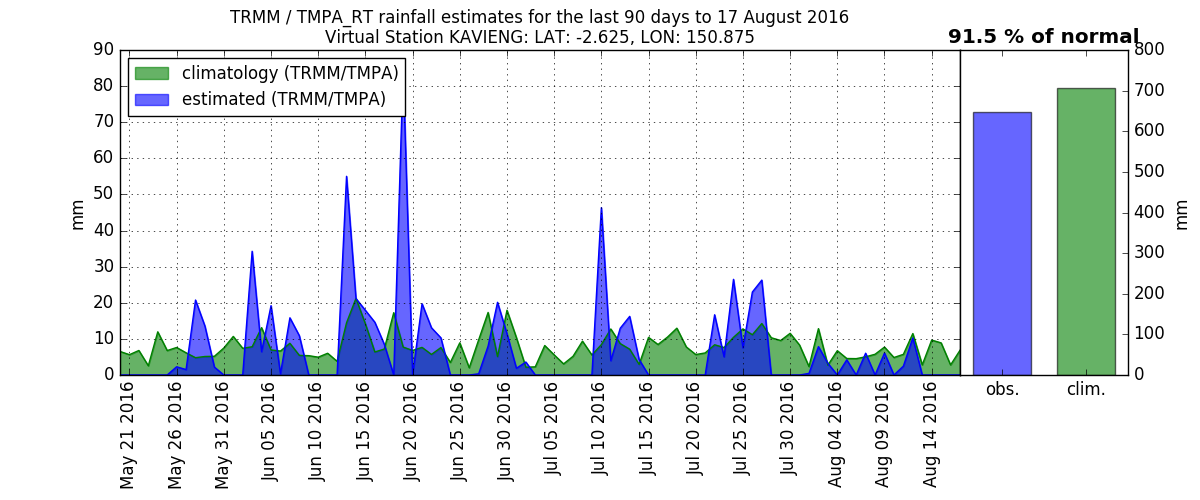 TRMM / TMPA_RT rainfall estimates for the last 90 days to 17 August 2016
Virtual Station KAVIENG: LAT: -2.625, LON: 150.875
91.5 % of normal
climatology (TRMM/TMPA)
estimated (TRMM/TMPA)
mm
90
80
70
60
50
40
30
20
10
0
May 21 2016
May 26 2016
May 31 2016
Jun 05 2016
Jun 10 2016
Jun 15 2016
Jun 20 2016
Jun 25 2016
Jun 30 2016
Jul 05 2016
Jul 10 2016
Jul 15 2016
Jul 20 2016
Jul 25 2016
Jul 30 2016
Aug 04 2016
Aug 09 2016
Aug 14 2016
obs.
clim.
800
700
600
500
400
300
200
100
0
mm